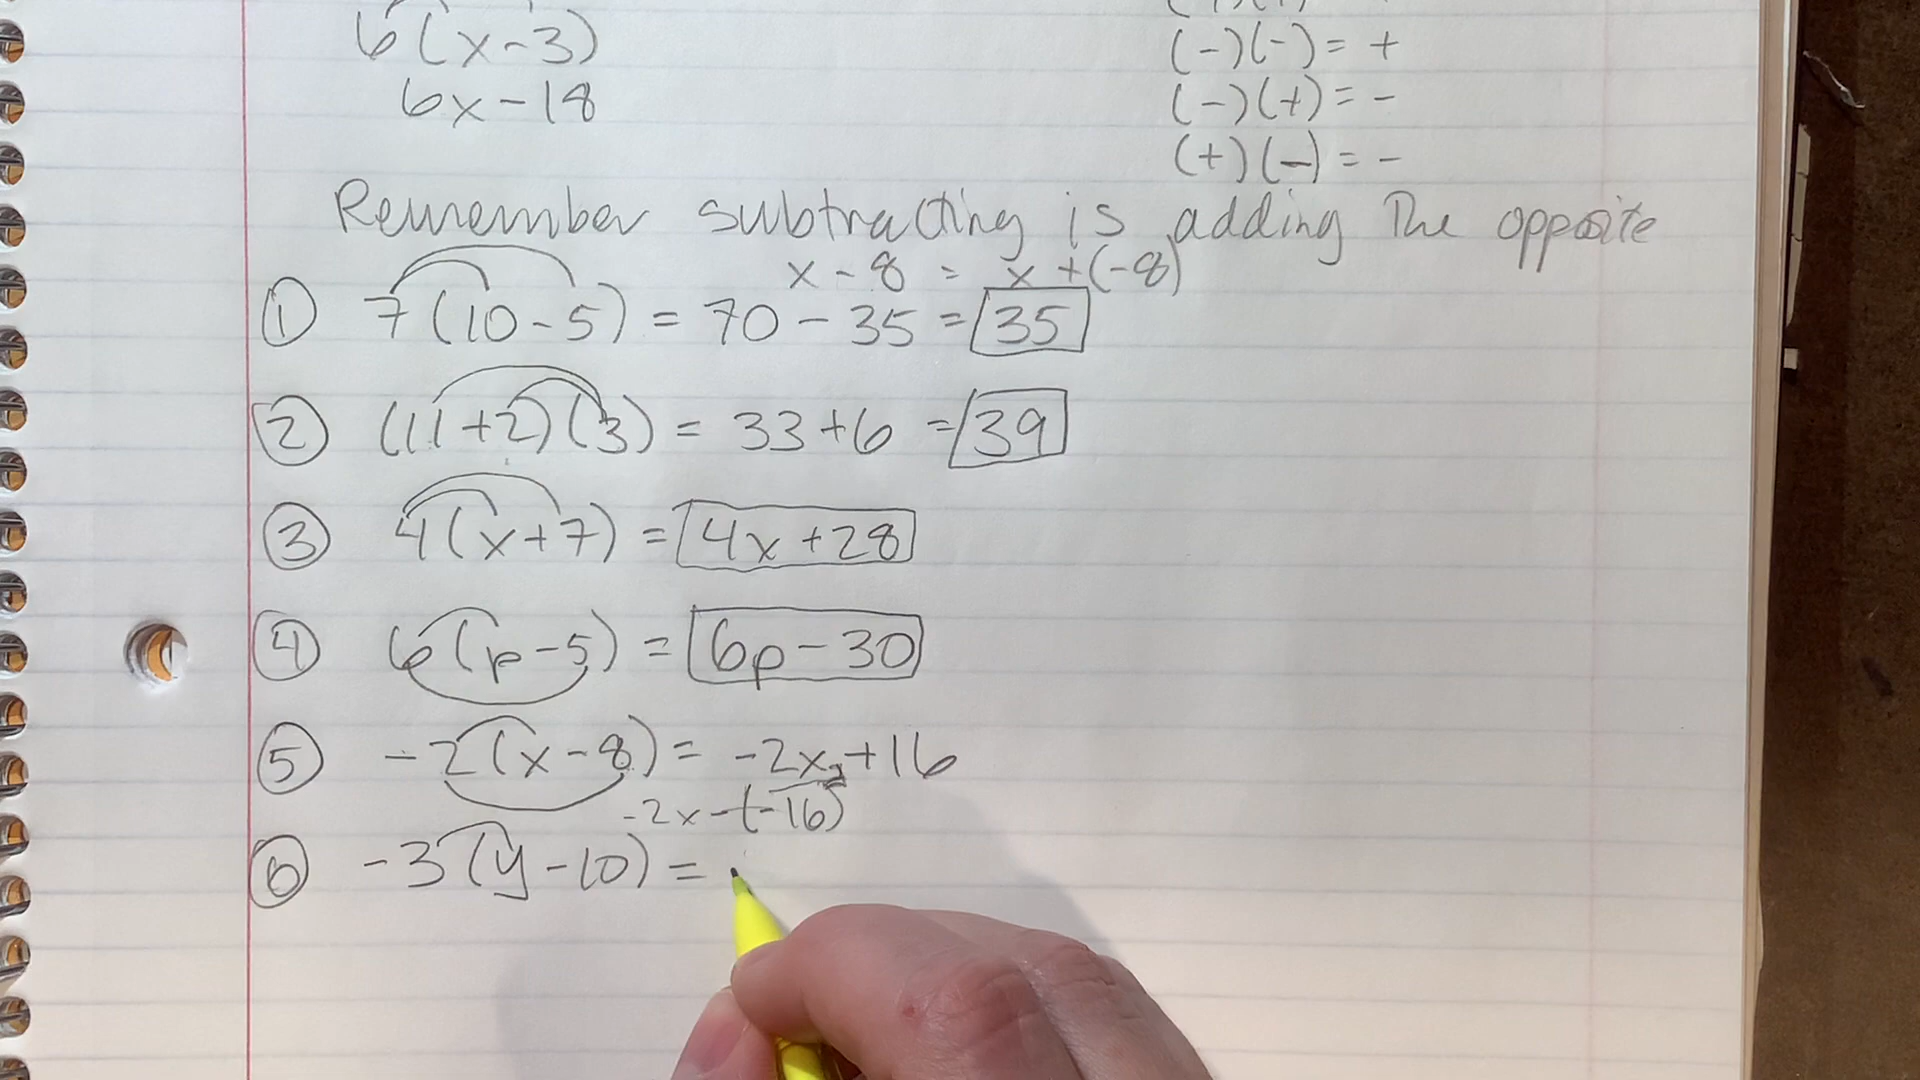 6(x-3)
6x-18
(-)(-) = +
(-)(+) = -
(+)(-) = -
Remember subtracting is adding The opposite
x - 8 = x + (-8)
① 7(10-5) = 70 - 35 = 35
② (11+2)(3) = 33+6 = 39
③ 4(x+7) = 4x+28
④ 6(p-5) = 6p-30
⑤ -2(x-8) = -2x+16
-2x-(-16)
⑥ -3(y-10) =